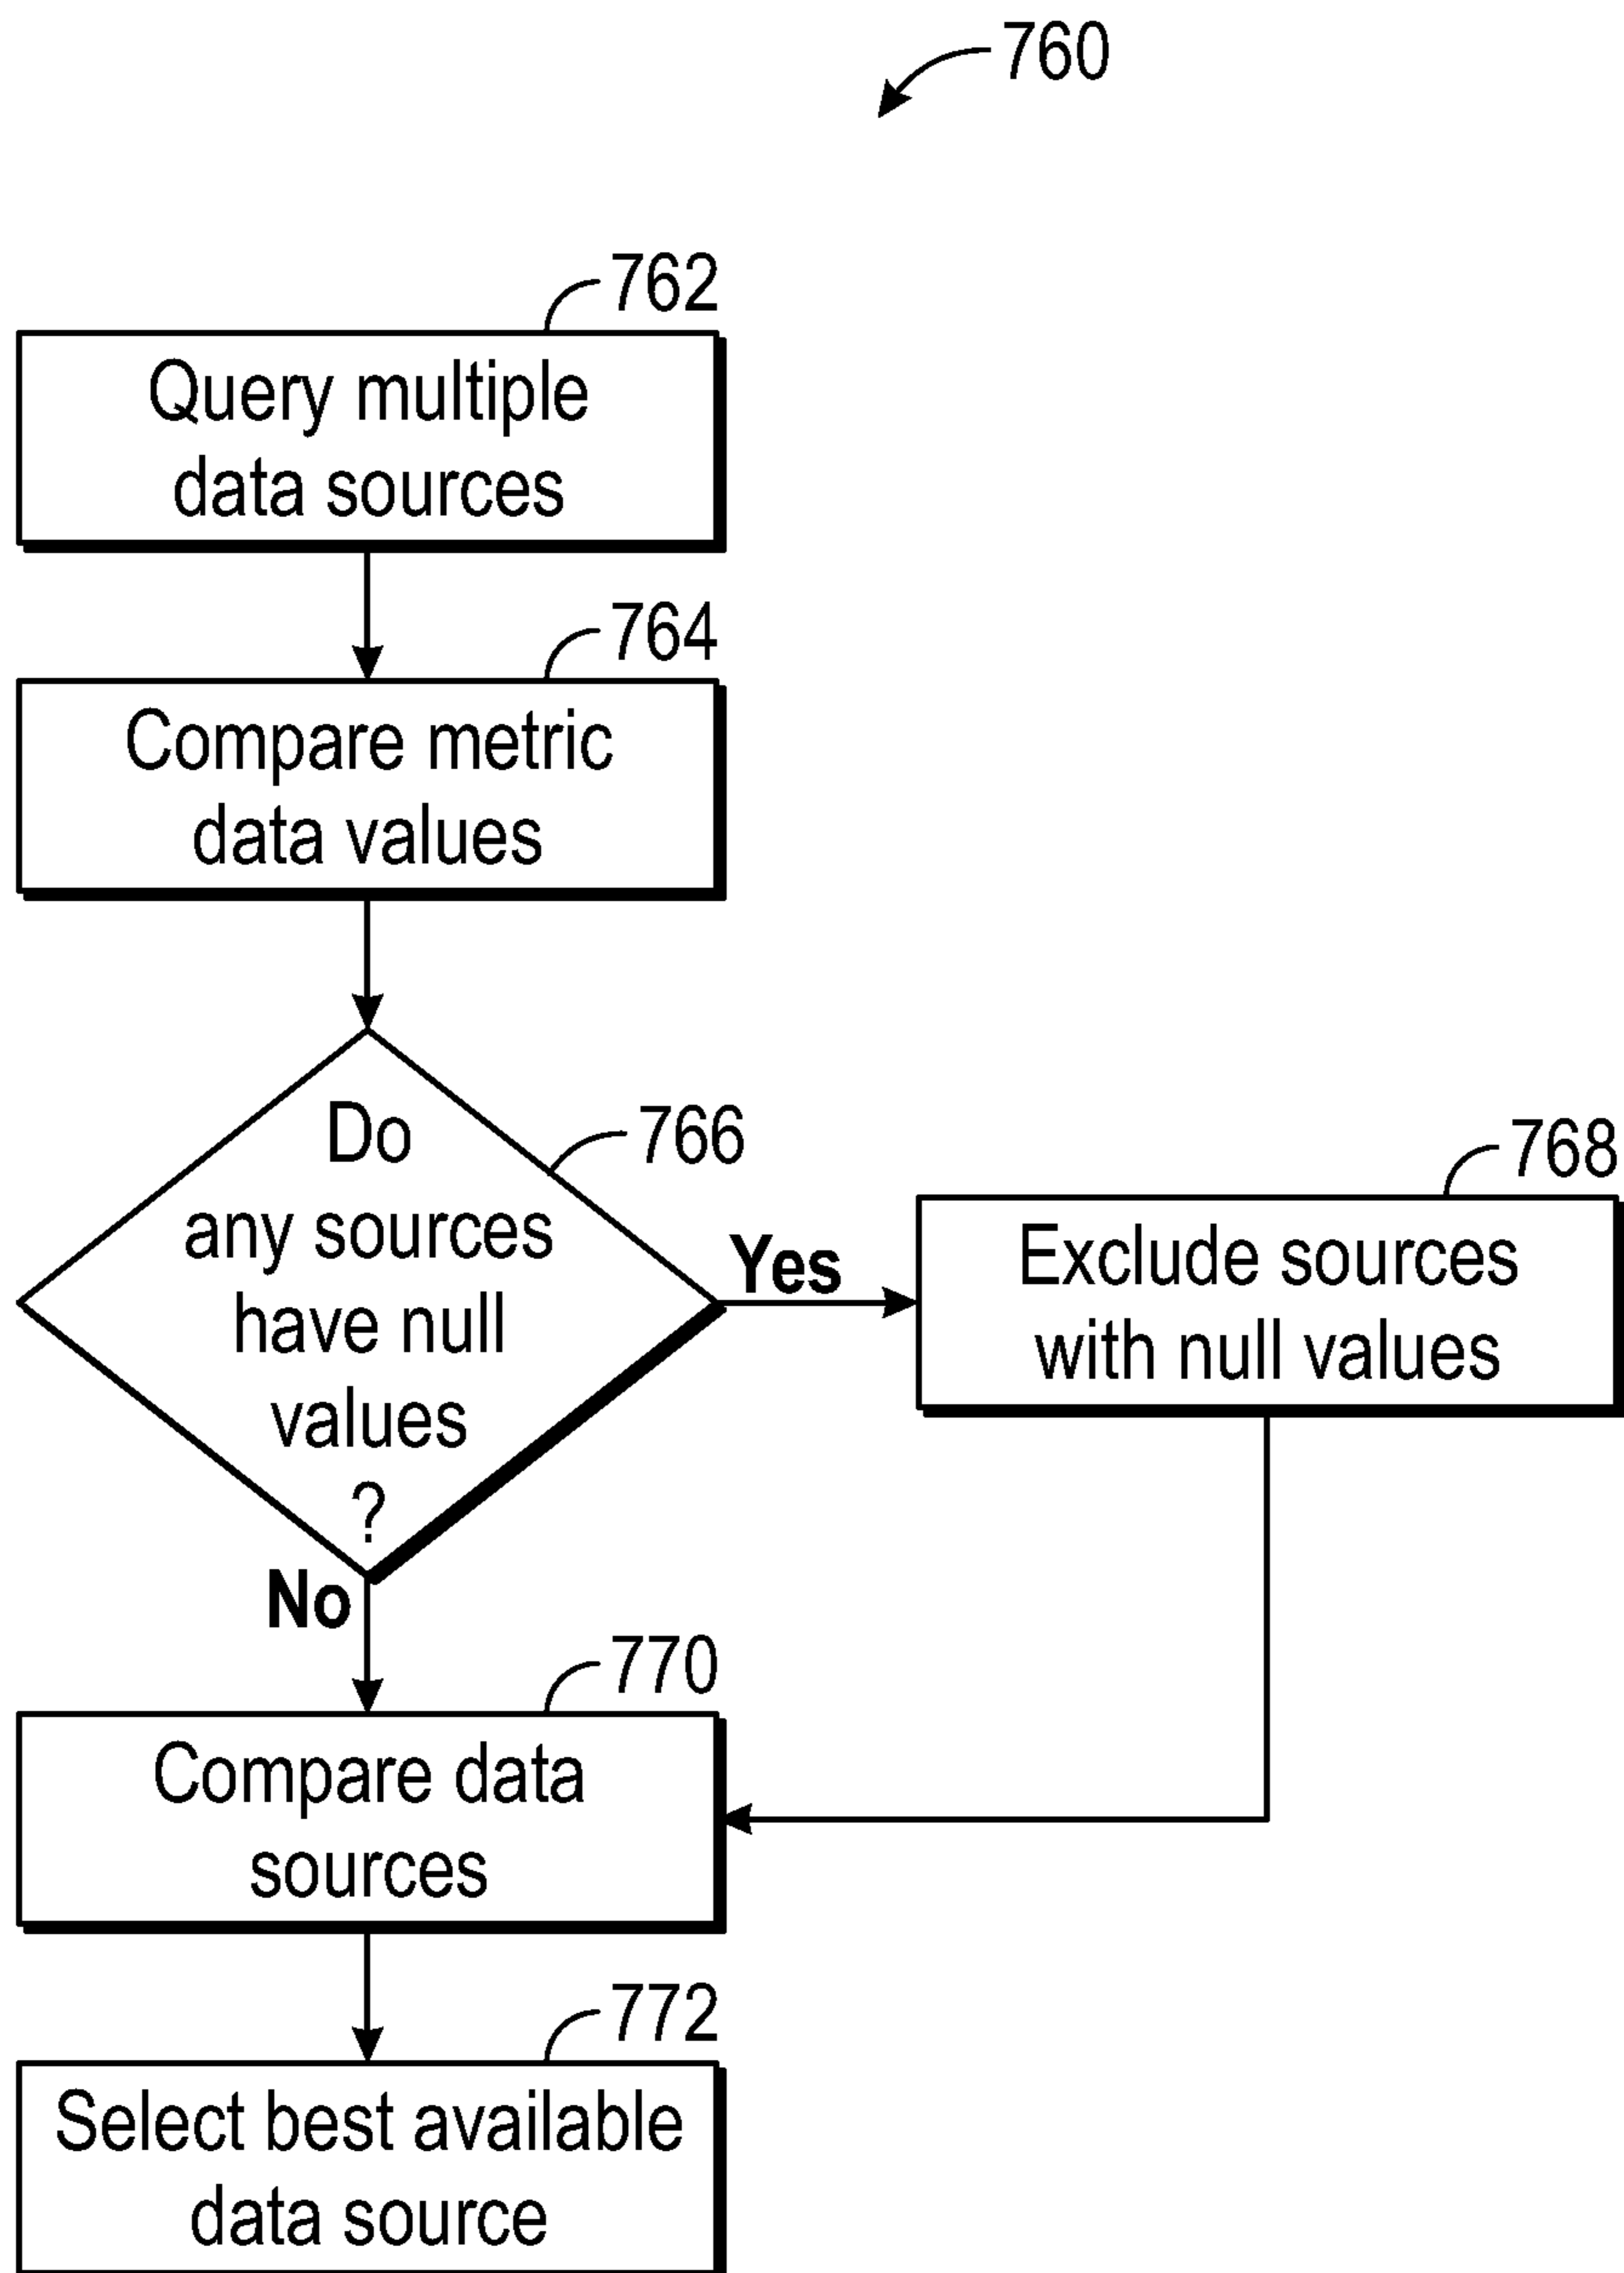 760
762
Query multiple
data sources
764
Compare metric
data values
766
Do
any sources
have null
values
?
Yes
768
Exclude sources
with null values
No
770
Compare data
sources
772
Select best available
data source